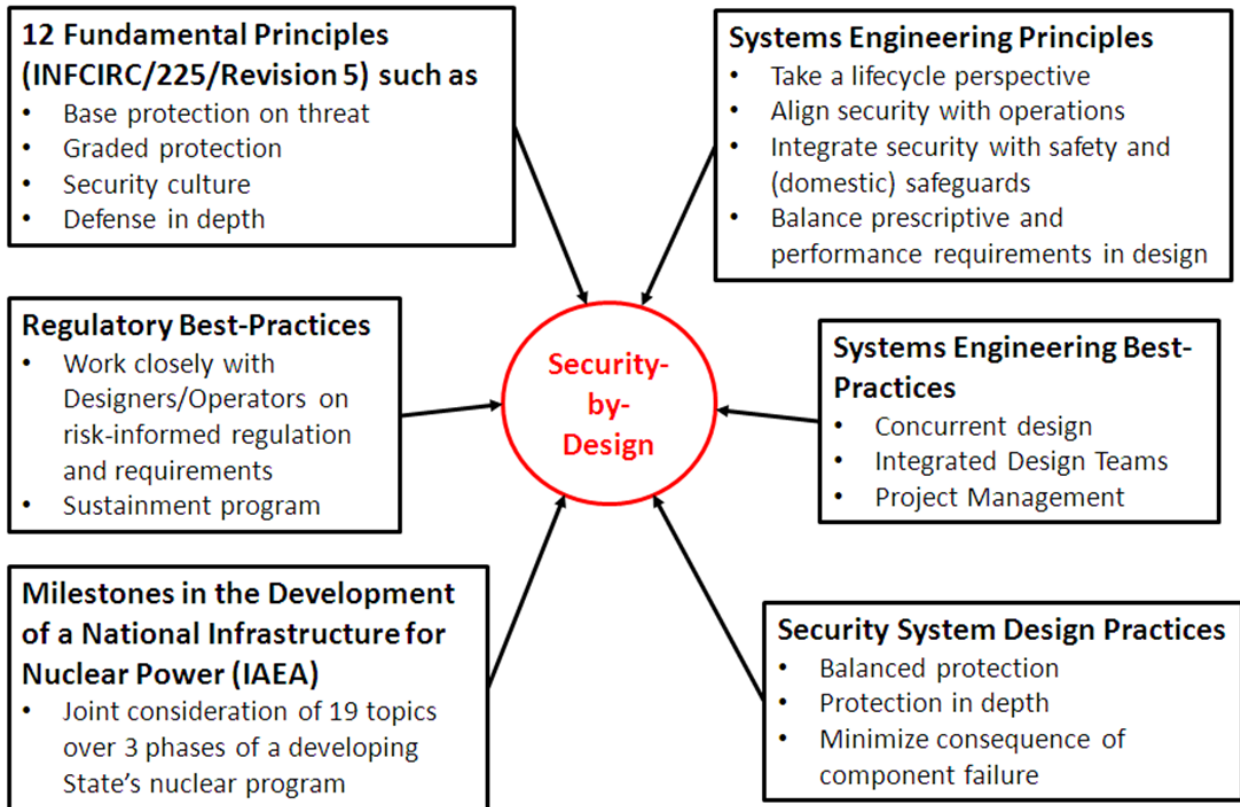 12 Fundamental Principles
(INFCIRC/225/Revision 5) such as
• Base protection on threat
• Graded protection
• Security culture
• Defense in depth
Systems Engineering Principles
• Take a lifecycle perspective
• Align security with operations
• Integrate security with safety and
(domestic) safeguards
• Balance prescriptive and
performance requirements in design
Regulatory Best-Practices
• Work closely with
Designers/Operators on
risk-informed regulation
and requirements
• Sustainment program
Security-
by-
Design
Systems Engineering Best-
Practices
• Concurrent design
• Integrated Design Teams
• Project Management
Milestones in the Development
of a National Infrastructure for
Nuclear Power (IAEA)
• Joint consideration of 19 topics
over 3 phases of a developing
State's nuclear program
Security System Design Practices
• Balanced protection
• Protection in depth
• Minimize consequence of
component failure